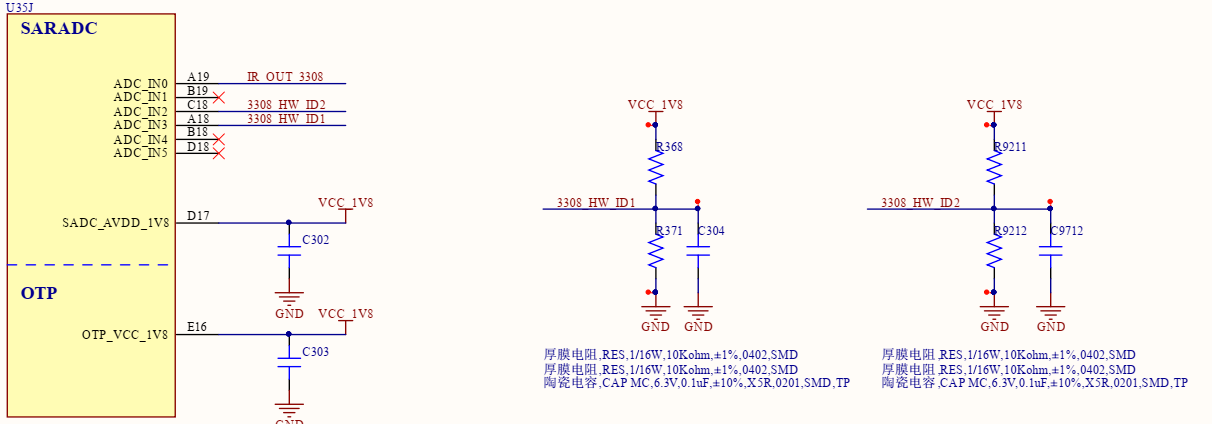 U35J
SARADC
ADC_IN0 A19 IR_OUT_3308
ADC_IN1 B19
ADC_IN2 C18 3308_HW_ID2
ADC_IN3 A18 3308_HW_ID1
ADC_IN4 B18
ADC_IN5 D18
SADC_AVDD_1V8 D17 VCC_1V8
C302
GND
OTP
OTP_VCC_1V8 E16 VCC_1V8
C303
GND
VCC_1V8
R368
3308_HW_ID1
R371 C304
GND GND
厚膜电阻,RES,1/16W,10Kohm,±1%,0402,SMD
厚膜电阻,RES,1/16W,10Kohm,±1%,0402,SMD
陶瓷电容,CAP MC,6.3V,0.1uF,±10%,X5R,0201,SMD,TP
VCC_1V8
R9211
3308_HW_ID2
R9212 C9712
GND GND
厚膜电阻,RES,1/16W,10Kohm,±1%,0402,SMD
厚膜电阻,RES,1/16W,10Kohm,±1%,0402,SMD
陶瓷电容,CAP MC,6.3V,0.1uF,±10%,X5R,0201,SMD,TP